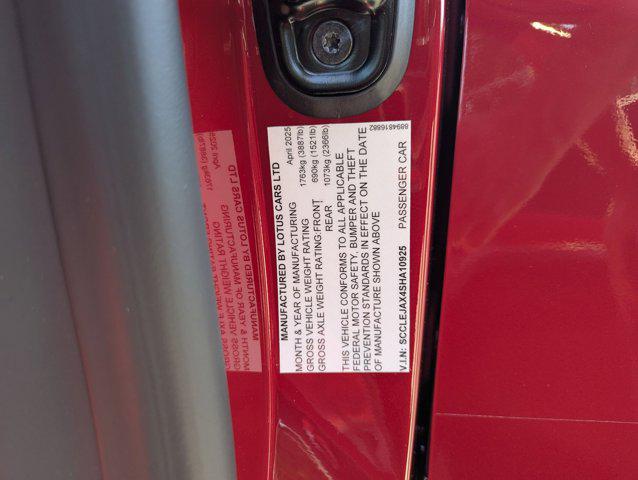 MANUFACTURED BY LOTUS CARS LTD
MONTH & YEAR OF MANUFACTURING April 2025
GROSS VEHICLE WEIGHT RATING 1763kg (3887lb)
GROSS AXLE WEIGHT RATING:FRONT 690kg (1521lb)
REAR 1073kg (2366lb)
THIS VEHICLE CONFORMS TO ALL APPLICABLE
FEDERAL MOTOR SAFETY, BUMPER AND THEFT
PREVENTION STANDARDS IN EFFECT ON THE DATE
OF MANUFACTURE SHOWN ABOVE
8894816882
V.I.N: SCCLEJAX4SHA10925 PASSENGER CAR